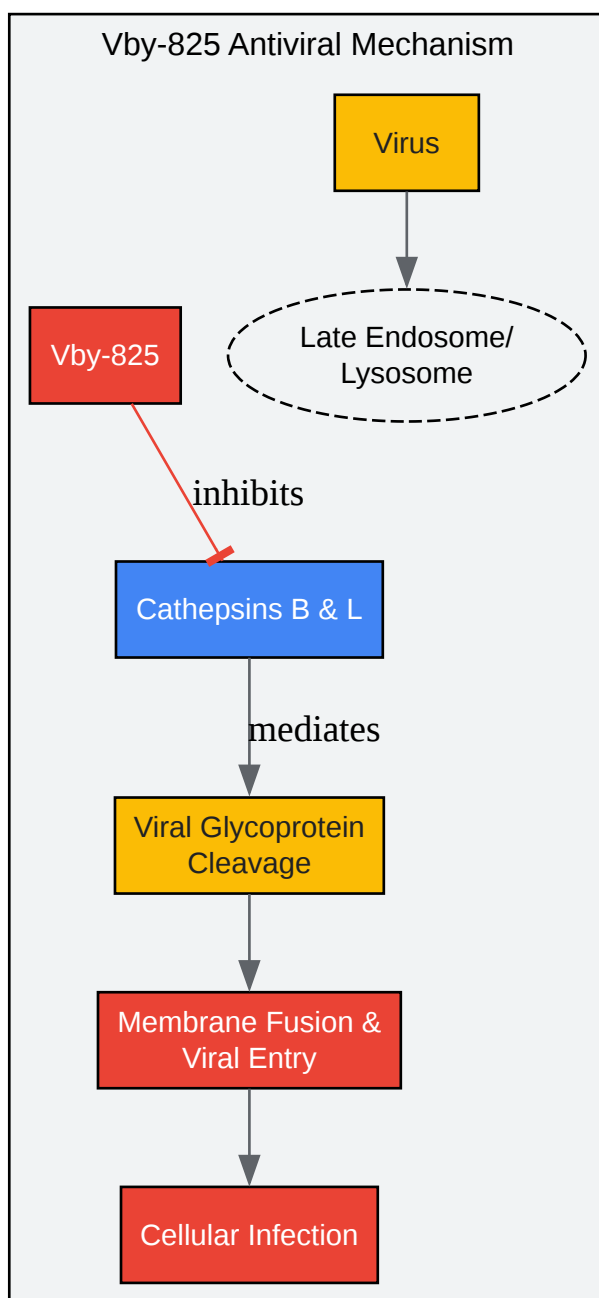 Vby-825 Antiviral Mechanism
Virus
Late Endosome/
Lysosome
Vby-825
inhibits
Cathepsins B & L
mediates
Viral Glycoprotein
Cleavage
Membrane Fusion &
Viral Entry
Cellular Infection